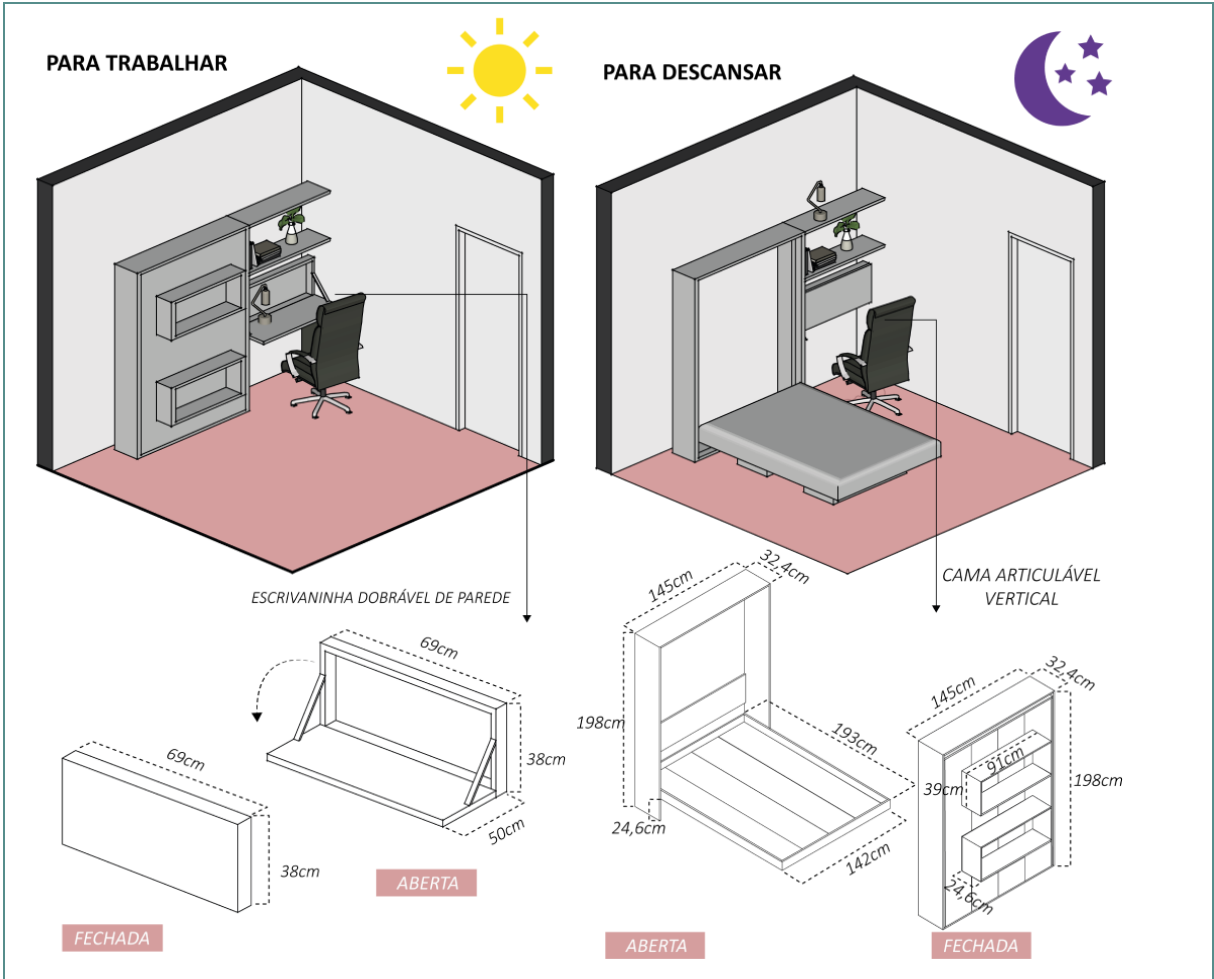 PARA TRABALHAR
PARA DESCANSAR
ESCRIVANINHA DOBRÁVEL DE PAREDE
CAMA ARTICULÁVEL
VERTICAL
69cm
38cm
FECHADA
69cm
38cm
50cm
ABERTA
145cm
32,4cm
198cm
193cm
24,6cm
142cm
ABERTA
145cm
32,4cm
91cm
39cm
198cm
24,6cm
FECHADA